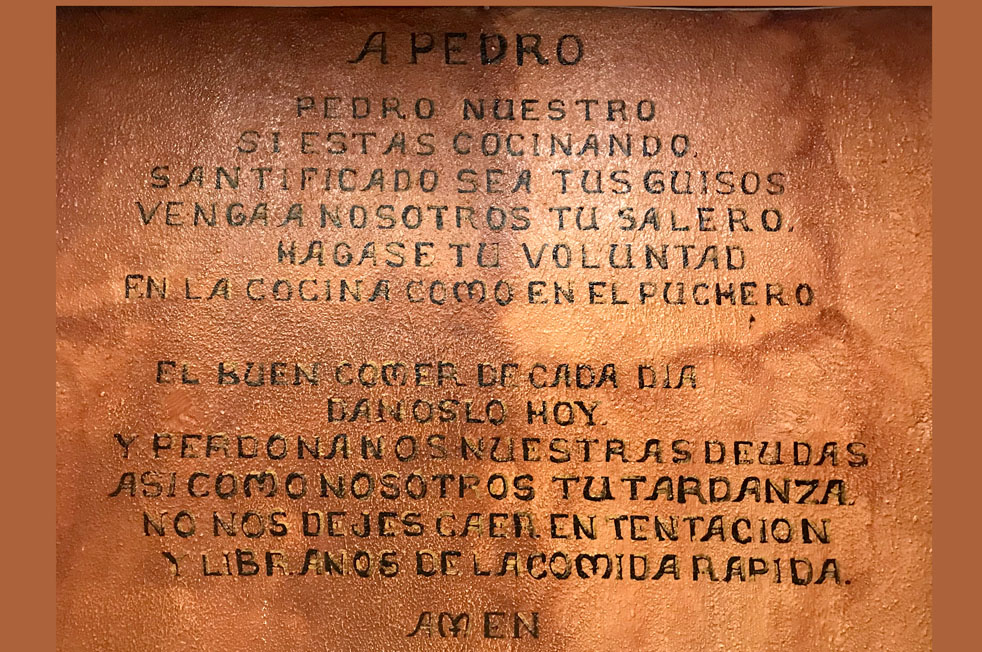 A PEDRO
PEDRO NUESTRO
SI ESTAS COCINANDO,
SANTIFICADO SEA TUS GUISOS
VENGA A NOSOTROS TU SALERO,
HAGASE TU VOLUNTAD
EN LA COCINA COMO EN EL PUCHERO
EL BUEN COMER DE CADA DIA
DANOSLO HOY.
Y PERDONANOS NUESTRAS DEUDAS
ASI COMO NOSOTROS TU TARDANZA.
NO NOS DEJES CAER EN TENTACION
Y LIBRANOS DE LA COMIDA RAPIDA.
AMEN